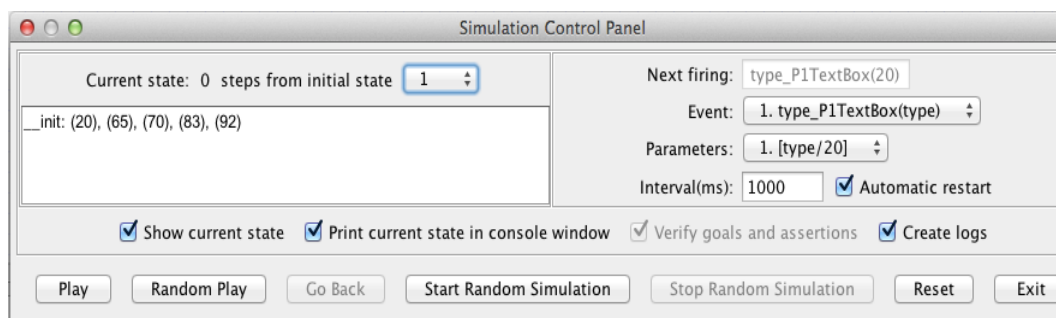 Simulation Control Panel
Current state: 0 steps from initial state 1
__init: (20), (65), (70), (83), (92)
Next firing: type_P1TextBox(20)
Event: 1. type_P1TextBox(type)
Parameters: 1. [type/20]
Interval(ms): 1000 Automatic restart
Show current state Print current state in console window Verify goals and assertions Create logs
Play Random Play Go Back Start Random Simulation Stop Random Simulation Reset Exit